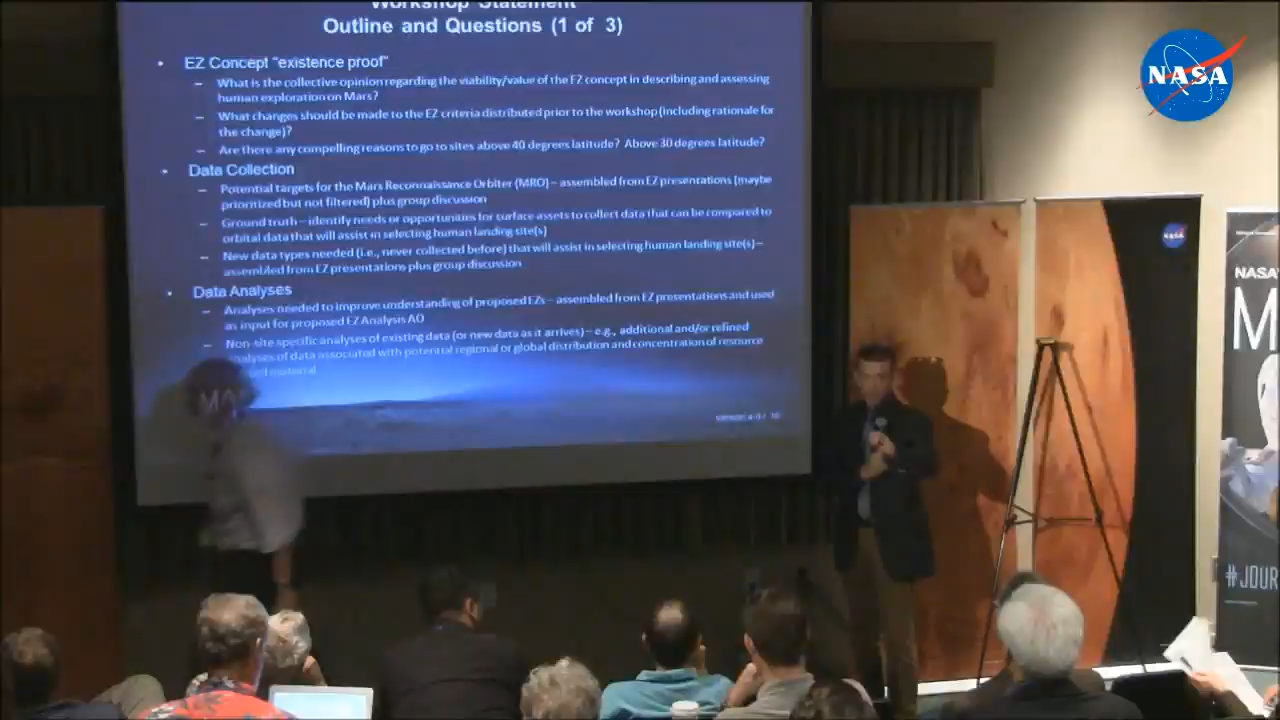 Workshop Statement
Outline and Questions (1 of 3)
• EZ Concept "existence proof"
– What is the collective opinion regarding the viability/value of the EZ concept in describing and assessing
human exploration on Mars?
– What changes should be made to the EZ criteria distributed prior to the workshop (including rationale for
the change)?
– Are there any compelling reasons to go to sites above 40 degrees latitude? Above 30 degrees latitude?
• Data Collection
– Potential targets for the Mars Reconnaissance Orbiter (MRO) – assembled from EZ presentations (maybe
prioritized but not filtered) plus group discussion
– Ground truth – identify needs or opportunities for surface assets to collect data that can be compared to
orbital data that will assist in selecting human landing site(s)
– New data types needed (i.e., never collected before) that will assist in selecting human landing site(s) –
assembled from EZ presentations plus group discussion
• Data Analyses
– Analyses needed to improve understanding of proposed EZs – assembled from EZ presentations and used
as input for proposed EZ Analysis AO
– Non-site specific analyses of existing data (or new data as it arrives) – e.g., additional and/or refined
analyses of data associated with potential regional or global distribution and concentration of resource
material
NASA
NASA
NASA'
M
#JOUR